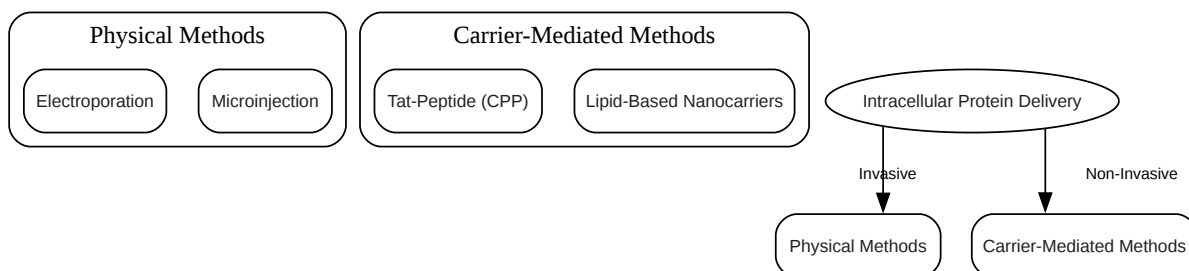 Physical Methods
Electroporation
Microinjection
Carrier-Mediated Methods
Tat-Peptide (CPP)
Lipid-Based Nanocarriers
Intracellular Protein Delivery
Invasive
Non-Invasive
Physical Methods
Carrier-Mediated Methods